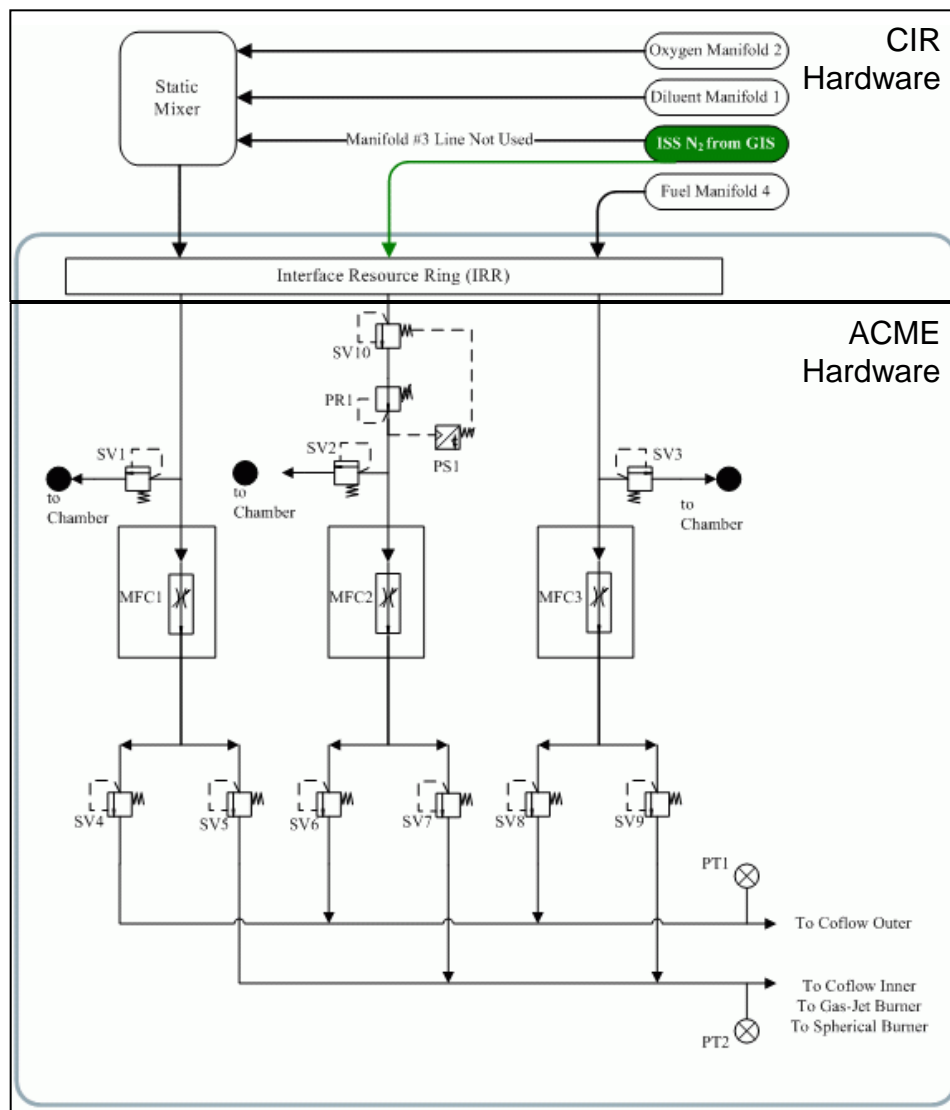 CIR
Hardware
Oxygen Manifold 2
Static
Mixer
Diluent Manifold 1
Manifold #3 Line Not Used
ISS N₂ from GIS
Fuel Manifold 4
Interface Resource Ring (IRR)
ACME
Hardware
SV10
PR1
PS1
SV1
SV2
SV3
to
Chamber
to
Chamber
to
Chamber
MFC1
MFC2
MFC3
SV4
SV5
SV6
SV7
SV8
SV9
PT1
To Coflow Outer
To Coflow Inner
To Gas-Jet Burner
To Spherical Burner
PT2